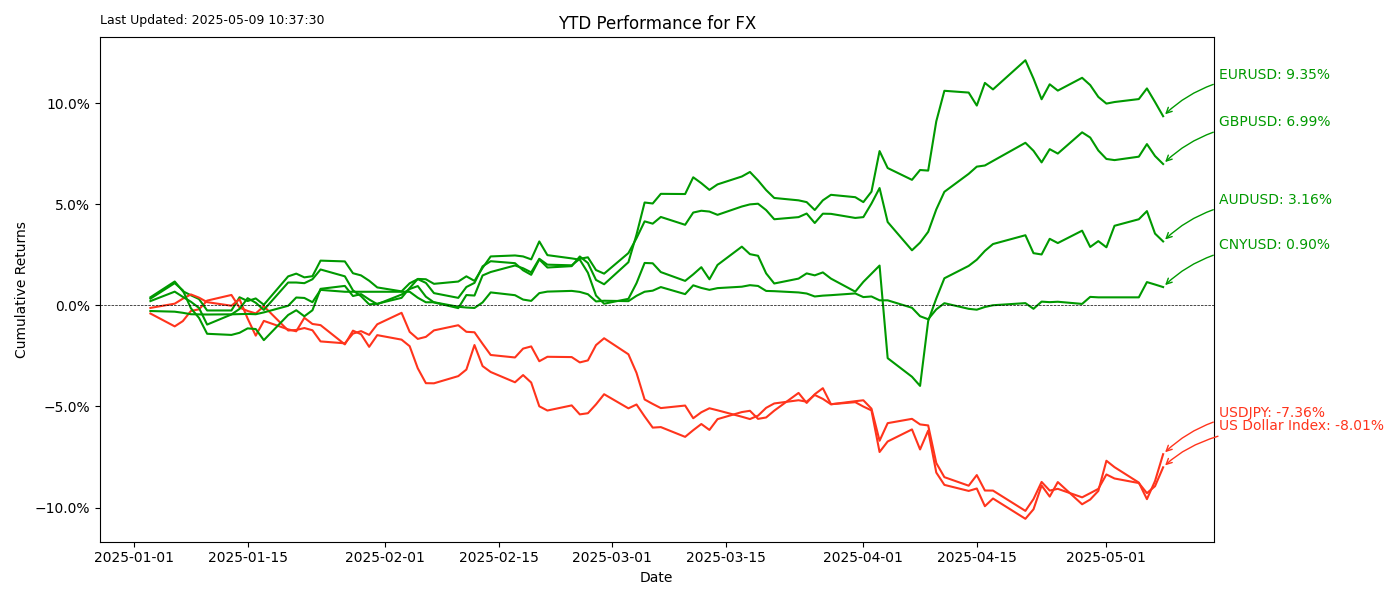 Last Updated: 2025-05-09 10:37:30
YTD Performance for FX
Cumulative Returns
10.0%
5.0%
0.0%
−5.0%
−10.0%
EURUSD: 9.35%
GBPUSD: 6.99%
AUDUSD: 3.16%
CNYUSD: 0.90%
USDJPY: -7.36%
US Dollar Index: -8.01%
2025-01-01 2025-01-15 2025-02-01 2025-02-15 2025-03-01 2025-03-15 2025-04-01 2025-04-15 2025-05-01
Date